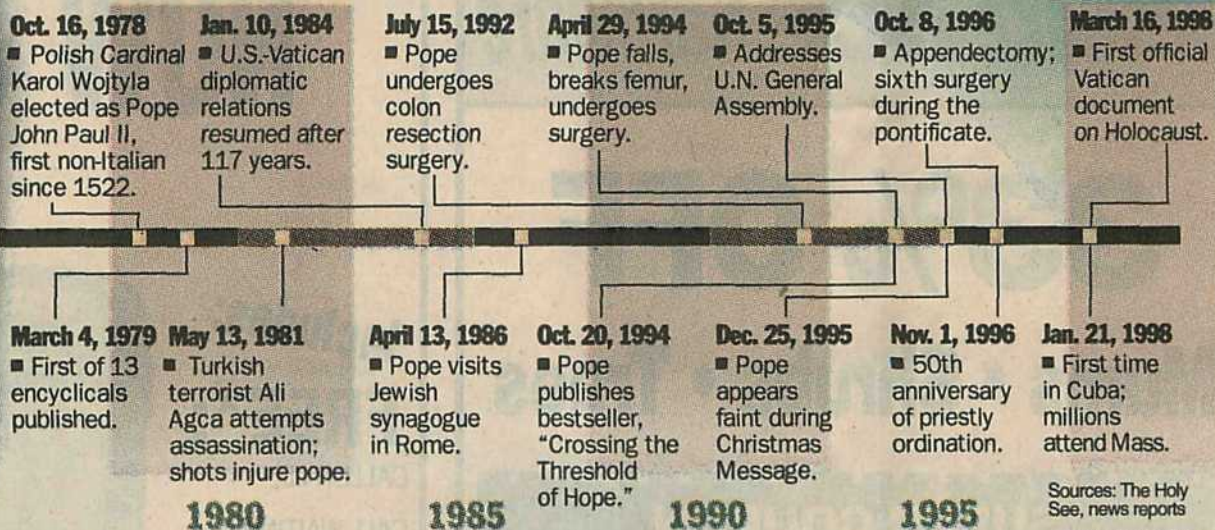 Oct. 16, 1978
■ Polish Cardinal
Karol Wojtyla
elected as Pope
John Paul II,
first non-Italian
since 1522.
Jan. 10, 1984
■ U.S.-Vatican
diplomatic
relations
resumed after
117 years.
July 15, 1992
■ Pope
undergoes
colon
resection
surgery.
April 29, 1994
■ Pope falls,
breaks femur,
undergoes
surgery.
Oct. 5, 1995
■ Addresses
U.N. General
Assembly.
Oct. 8, 1996
■ Appendectomy;
sixth surgery
during the
pontificate.
March 16, 1998
■ First official
Vatican
document
on Holocaust.
March 4, 1979
■ First of 13
encyclicals
published.
May 13, 1981
■ Turkish
terrorist Ali
Agca attempts
assassination;
shots injure pope.
April 13, 1986
■ Pope visits
Jewish
synagogue
in Rome.
Oct. 20, 1994
■ Pope
publishes
bestseller,
"Crossing the
Threshold
of Hope."
Dec. 25, 1995
■ Pope
appears
faint during
Christmas
Message.
Nov. 1, 1996
■ 50th
anniversary
of priestly
ordination.
Jan. 21, 1998
■ First time
in Cuba;
millions
attend Mass.
1980
1985
1990
1995
Sources: The Holy
See, news reports